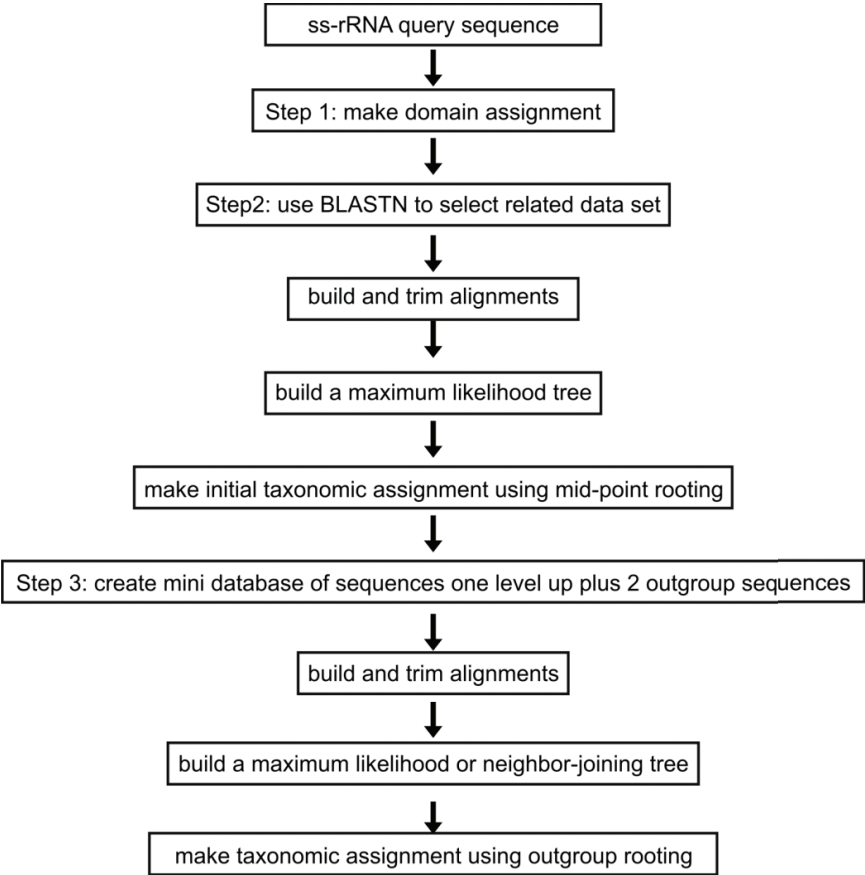 ss-rRNA query sequence
Step 1: make domain assignment
Step2: use BLASTN to select related data set
build and trim alignments
build a maximum likelihood tree
make initial taxonomic assignment using mid-point rooting
Step 3: create mini database of sequences one level up plus 2 outgroup sequences
build and trim alignments
build a maximum likelihood or neighbor-joining tree
make taxonomic assignment using outgroup rooting